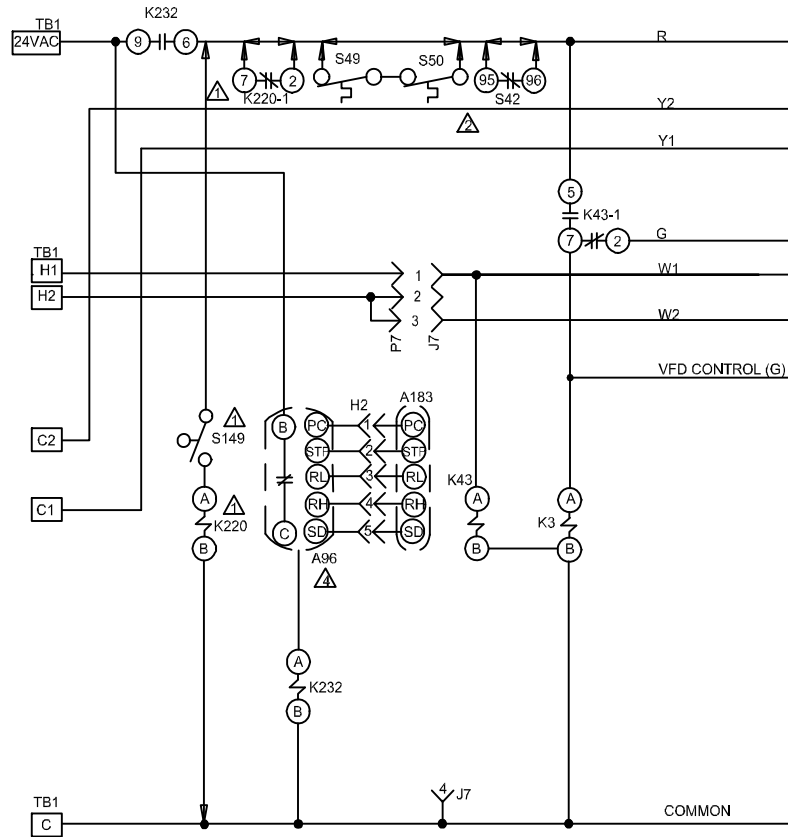 K232
TB1
24VAC 9 6 R
S49 S50
7 2 95 96
1 K220-1 S42
2
Y2
Y1
5
K43-1
7 2 G
TB1
H1 1 W1
H2 2
3 W2
P7 J7
VFD CONTROL (G)
H2 A183
B PC 1 PC
C2 1 S149
STF 2 STF
RL 3 RL
K43
A 1 RH 4 RH A A
C1 K220 K3
B C SD 5 SD B B
A96
4
A
K232
B
4 J7
TB1 COMMON
C